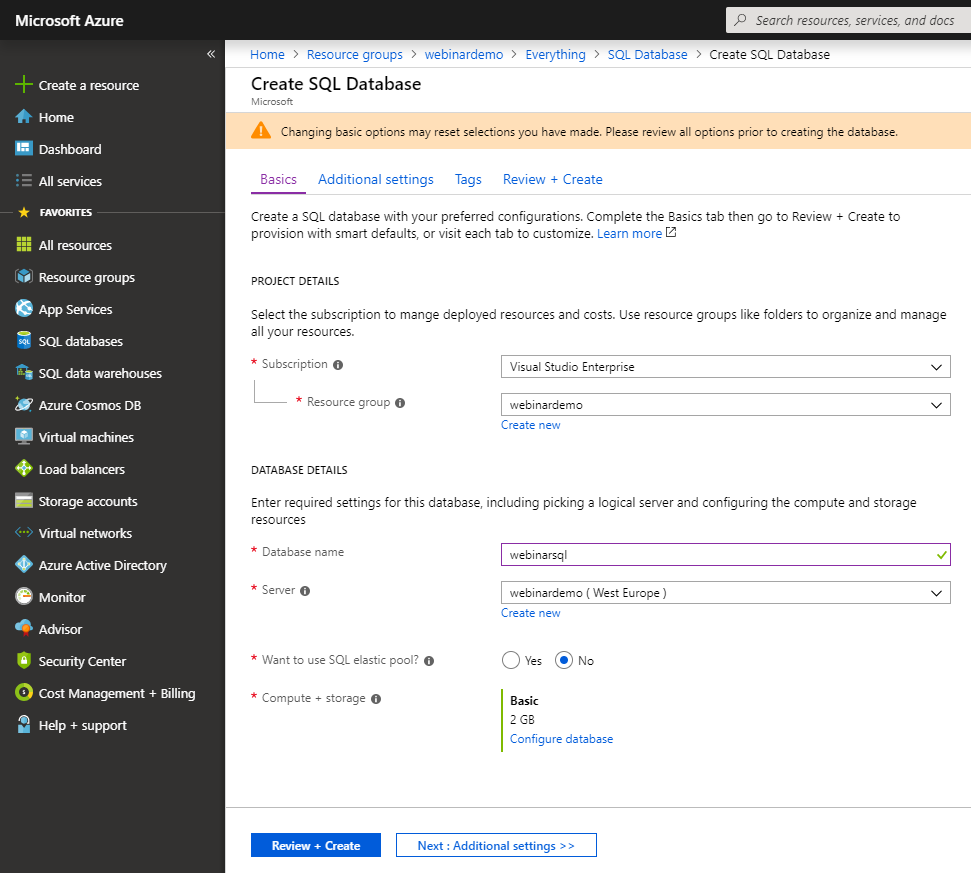 Microsoft Azure
Search resources, services, and docs
«
Create a resource
Home
Dashboard
All services
FAVORITES
All resources
Resource groups
App Services
SQL databases
SQL data warehouses
Azure Cosmos DB
Virtual machines
Load balancers
Storage accounts
Virtual networks
Azure Active Directory
Monitor
Advisor
Security Center
Cost Management + Billing
Help + support
Home > Resource groups > webinardemo > Everything > SQL Database > Create SQL Database
Create SQL Database
Microsoft
Changing basic options may reset selections you have made. Please review all options prior to creating the database.
Basics Additional settings Tags Review + Create
Create a SQL database with your preferred configurations. Complete the Basics tab then go to Review + Create to
provision with smart defaults, or visit each tab to customize. Learn more
PROJECT DETAILS
Select the subscription to mange deployed resources and costs. Use resource groups like folders to organize and manage
all your resources.
* Subscription Visual Studio Enterprise
* Resource group webinardemo
Create new
DATABASE DETAILS
Enter required settings for this database, including picking a logical server and configuring the compute and storage
resources
* Database name webinarsql
* Server webinardemo ( West Europe )
Create new
* Want to use SQL elastic pool? Yes No
* Compute + storage Basic
2 GB
Configure database
Review + Create Next : Additional settings >>